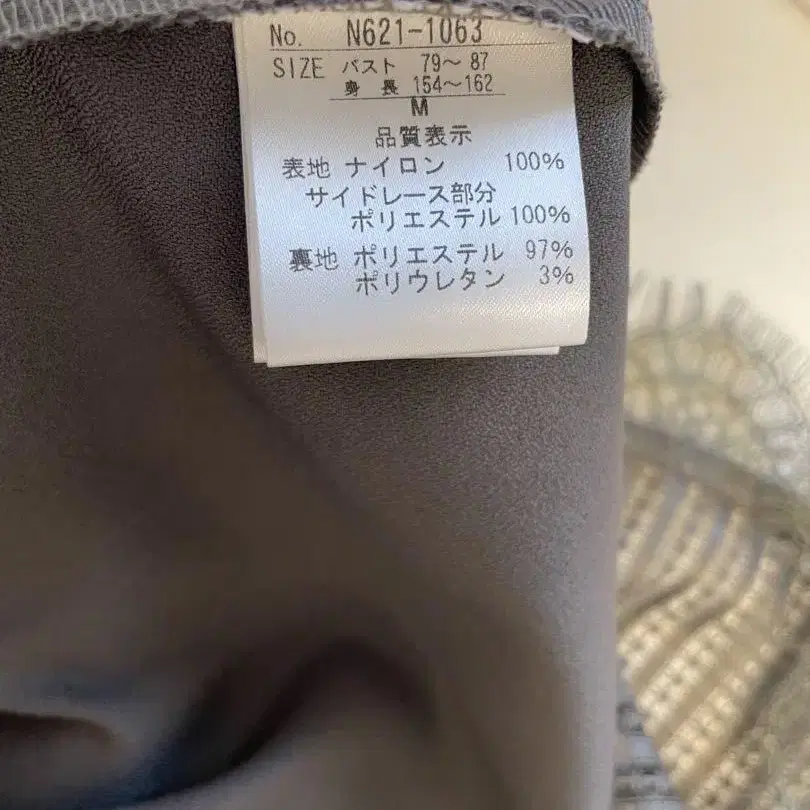 No. N621-1063
SIZE バスト 79〜 87
身 長 154〜162
M
品質表示
表地 ナイロン 100%
サイドレース部分
ポリエステル 100%
裏地 ポリエステル 97%
ポリウレタン 3%